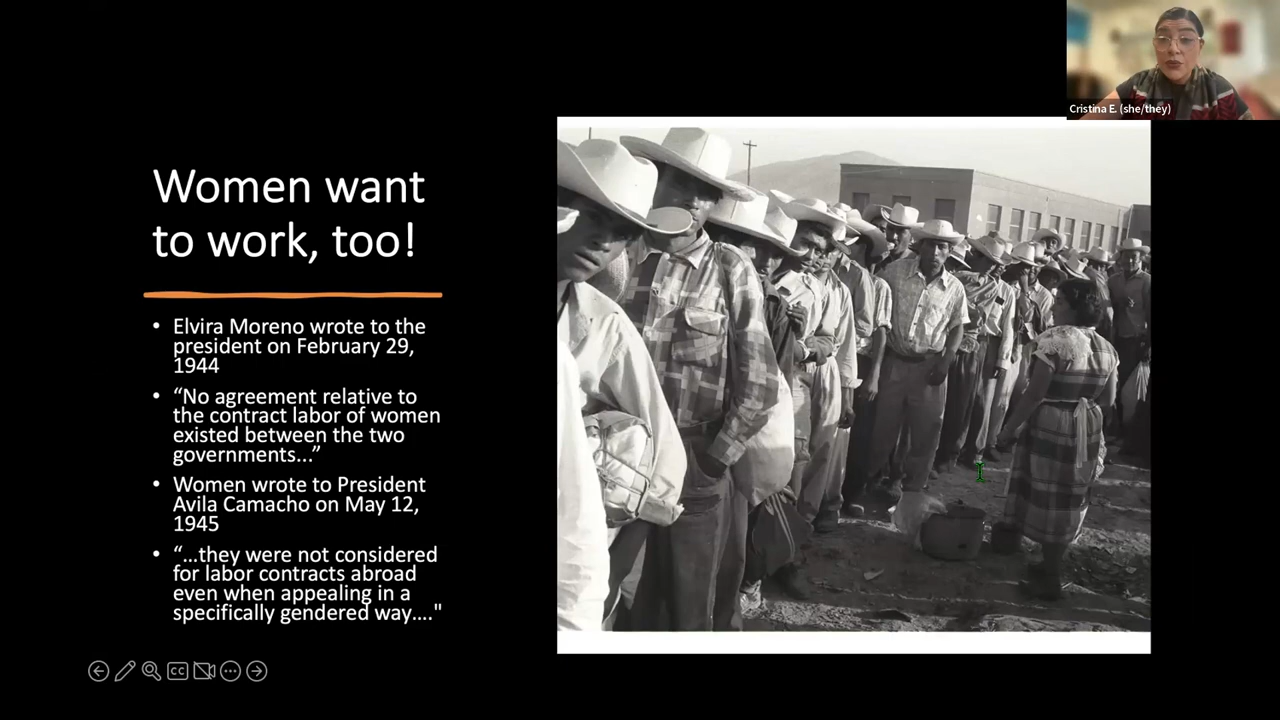 Cristina E. (she/they)
Women want
to work, too!
• Elvira Moreno wrote to the
president on February 29,
1944
• “No agreement relative to
the contract labor of women
existed between the two
governments...”
• Women wrote to President
Avila Camacho on May 12,
1945
• “...they were not considered
for labor contracts abroad
even when appealing in a
specifically gendered way...."
CC